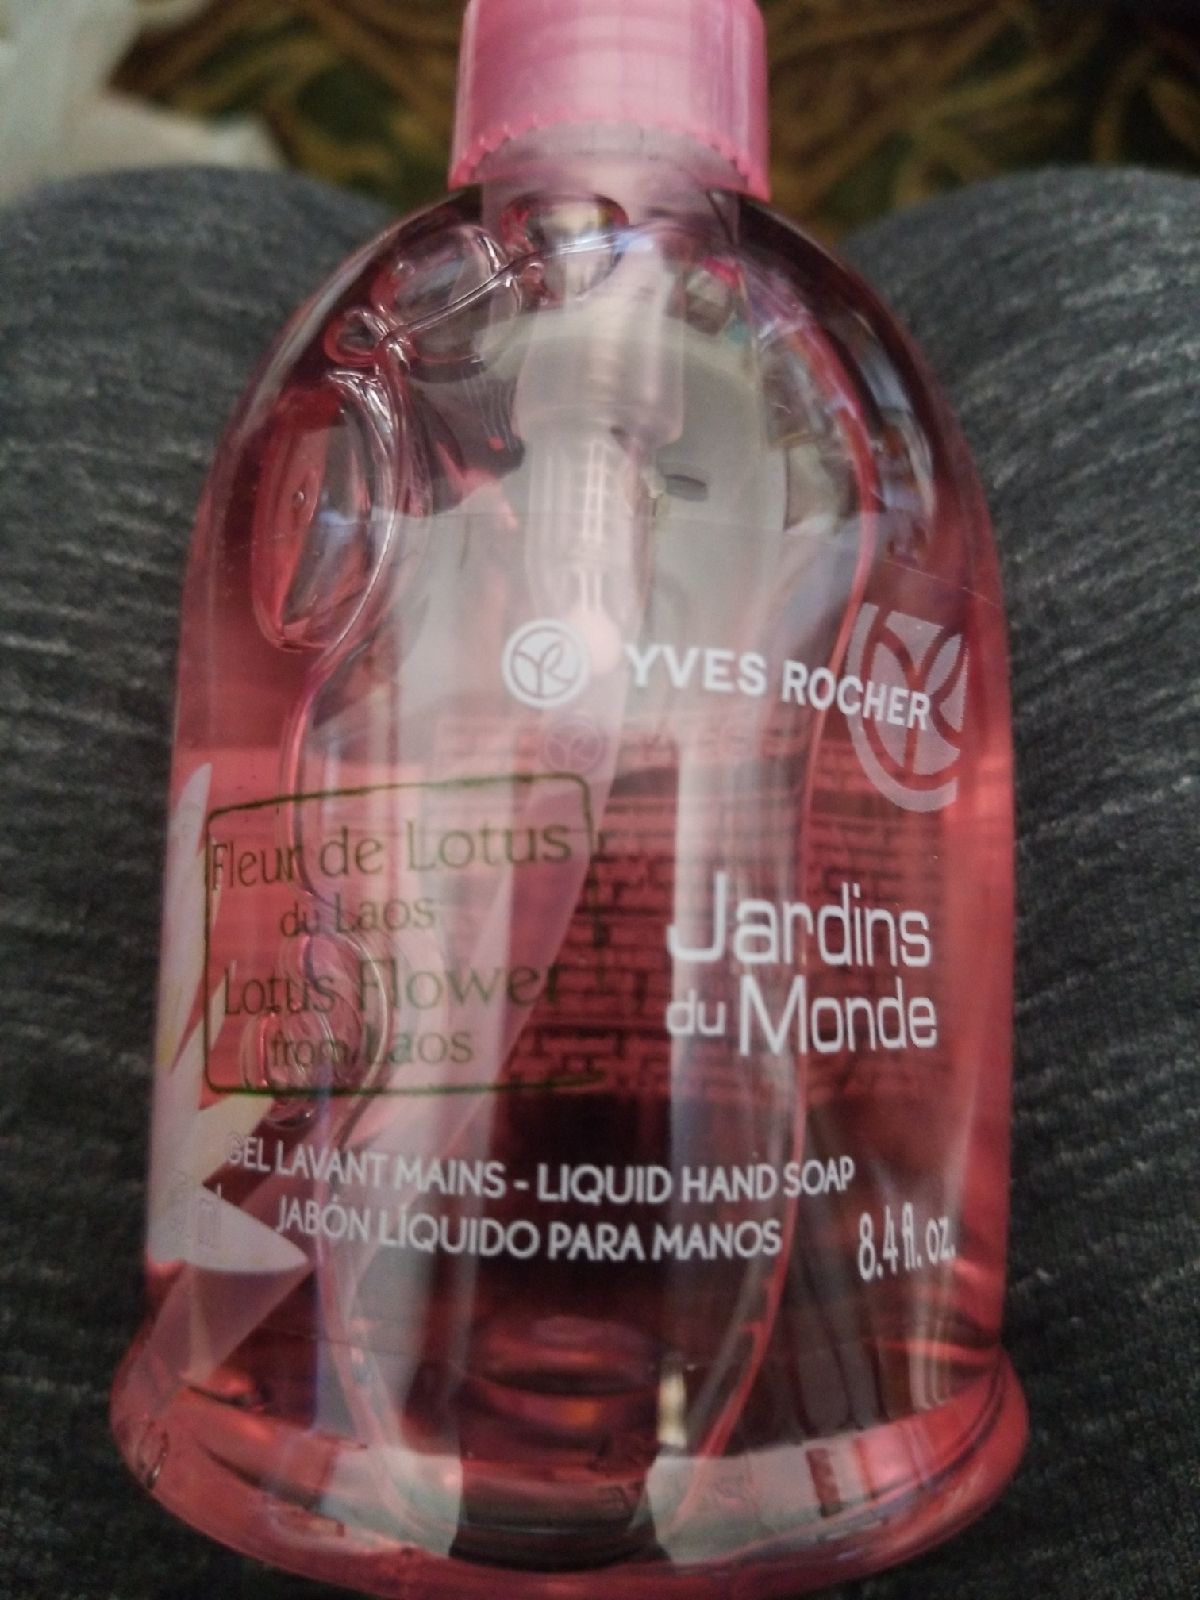 YVES ROCHER
Fleur de Lotus
du Laos
Lotus Flower
from Laos
Jardins
du Monde
GEL LAVANT MAINS - LIQUID HAND SOAP
JABÓN LÍQUIDO PARA MANOS
8.4 fl. oz.